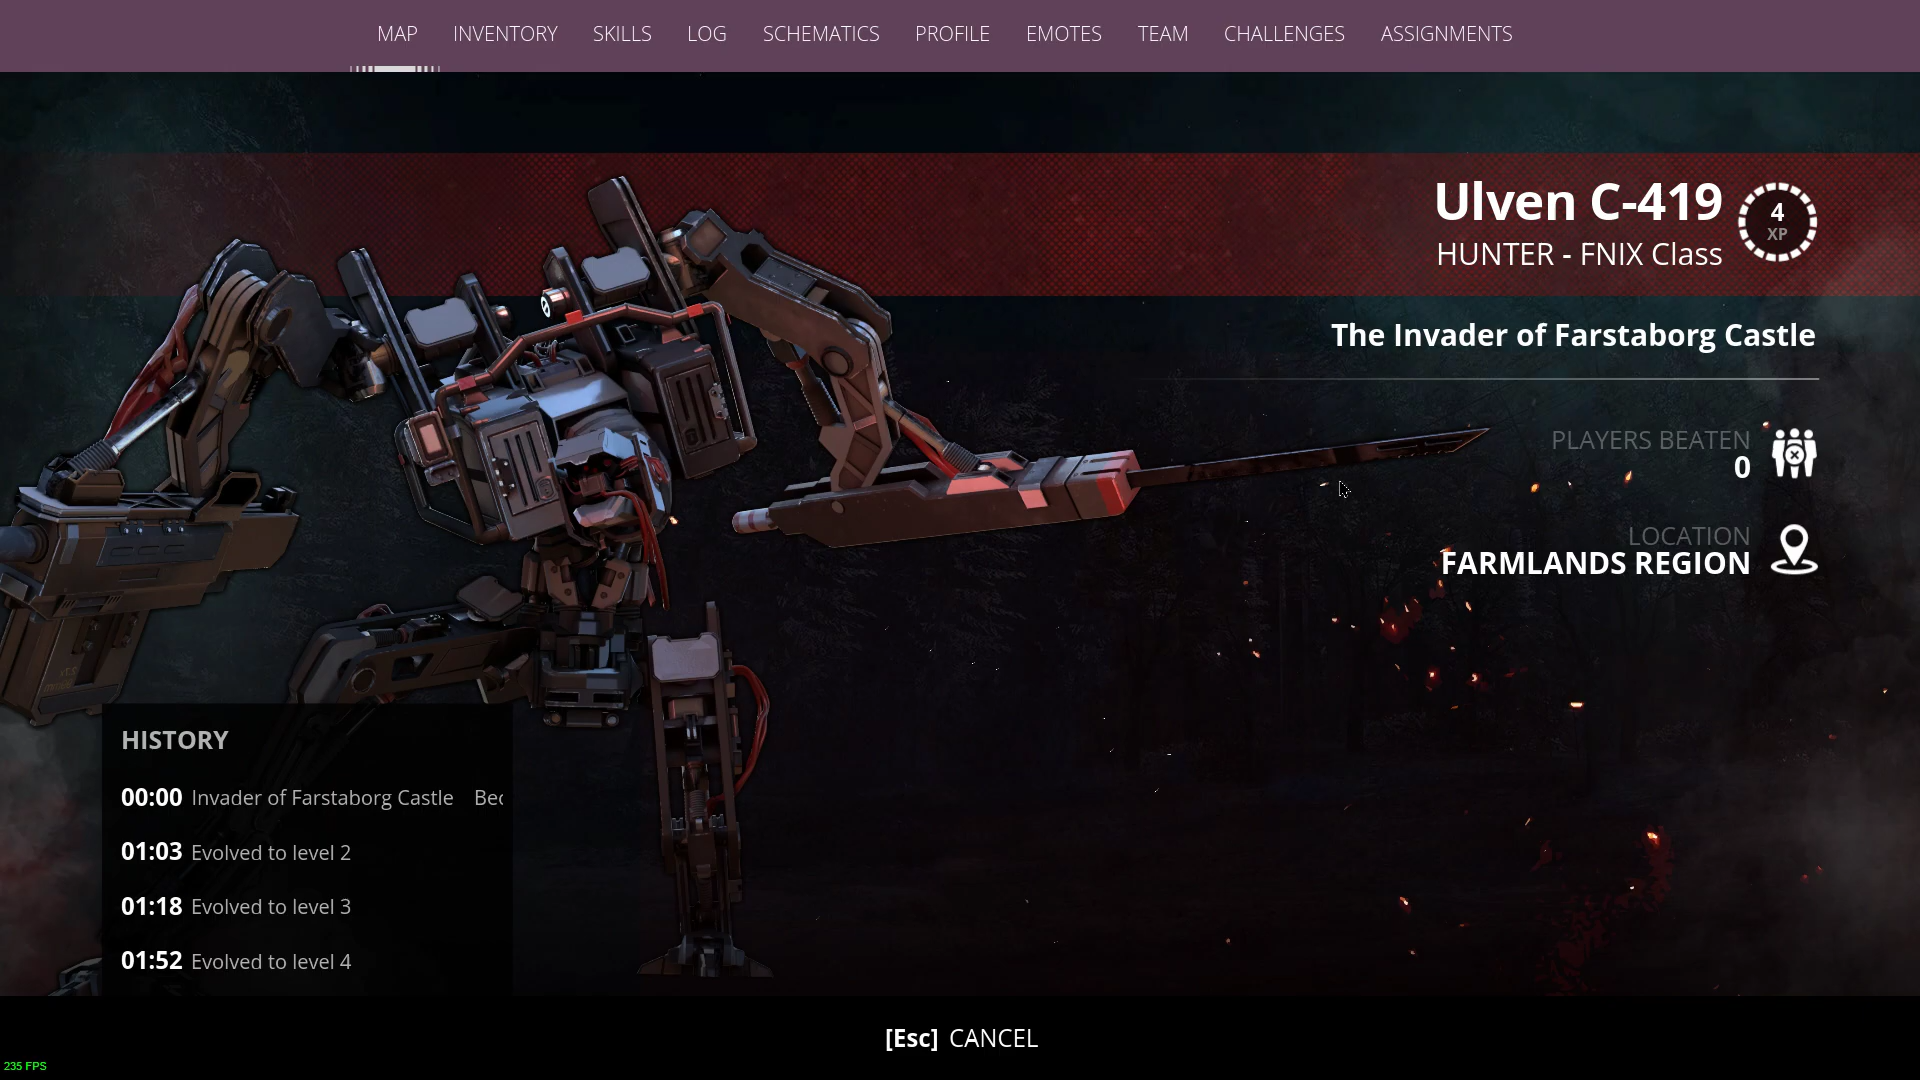 MAP INVENTORY SKILLS LOG SCHEMATICS PROFILE EMOTES TEAM CHALLENGES ASSIGNMENTS
Ulven C-419
4
XP
HUNTER - FNIX Class
The Invader of Farstaborg Castle
PLAYERS BEATEN
0
LOCATION
FARMLANDS REGION
HISTORY
00:00 Invader of Farstaborg Castle
01:03 Evolved to level 2
01:18 Evolved to level 3
01:52 Evolved to level 4
[Esc] CANCEL
235 FPS